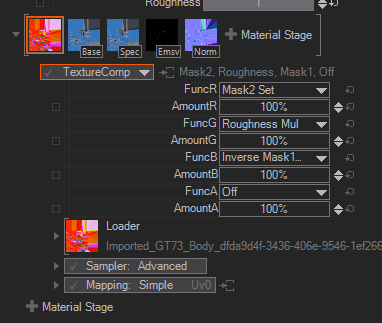 Roughness
1
Base
Spec
Emsv
Norm
Material Stage
TextureComp
Mask2, Roughness, Mask1, Off
FuncR Mask2 Set
AmountR 100%
FuncG Roughness Mul
AmountG 100%
FuncB Inverse Mask1...
AmountB 100%
FuncA Off
AmountA 100%
Loader
Imported_GT73_Body_dfda9d4f-3436-406e-9546-1ef266
Sampler: Advanced
Mapping: Simple Uv0
Material Stage